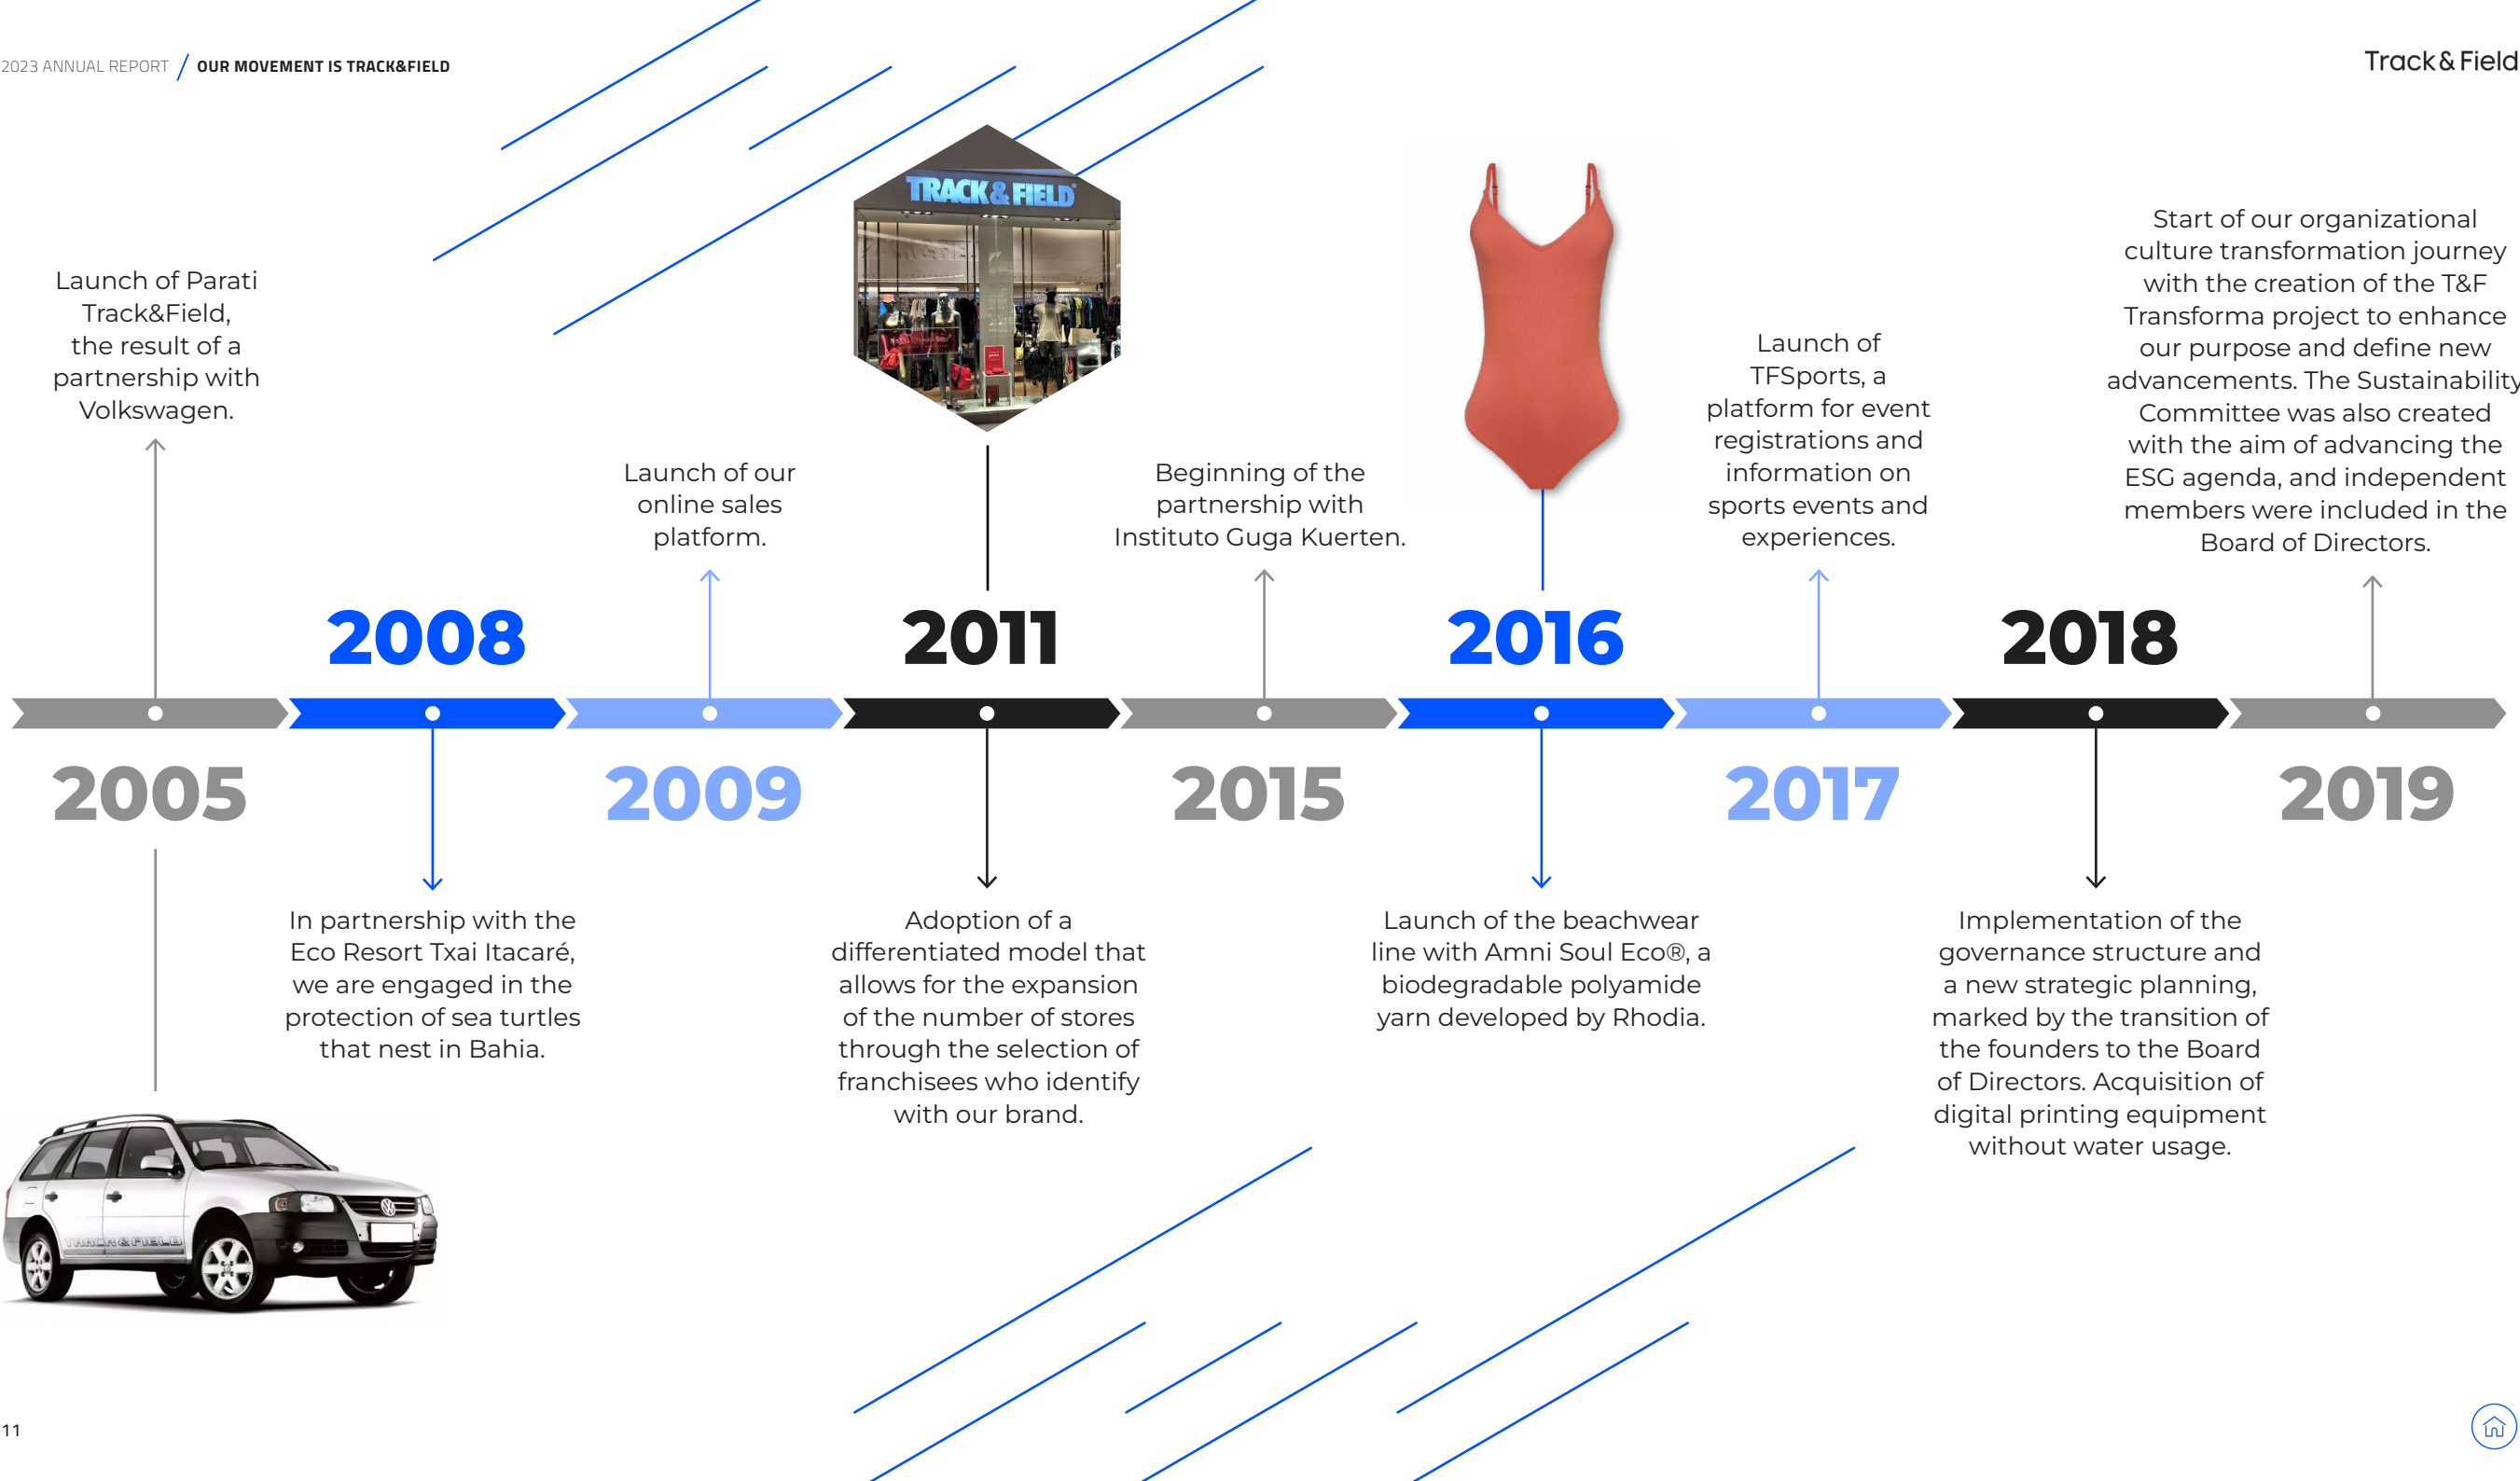 2023 ANNUAL REPORT / OUR MOVEMENT IS TRACK&FIELD
Track&Field
Launch of Parati
Track&Field,
the result of a
partnership with
Volkswagen.
2005
TRACK&FIELD
2008
In partnership with the
Eco Resort Txai Itacaré,
we are engaged in the
protection of sea turtles
that nest in Bahia.
Launch of our
online sales
platform.
2009
TRACK&FIELD
2011
Adoption of a
differentiated model that
allows for the expansion
of the number of stores
through the selection of
franchisees who identify
with our brand.
Beginning of the
partnership with
Instituto Guga Kuerten.
2015
2016
Launch of the beachwear
line with Amni Soul Eco®, a
biodegradable polyamide
yarn developed by Rhodia.
Launch of
TFSports, a
platform for event
registrations and
information on
sports events and
experiences.
2017
2018
Implementation of the
governance structure and
a new strategic planning,
marked by the transition of
the founders to the Board
of Directors. Acquisition of
digital printing equipment
without water usage.
Start of our organizational
culture transformation journey
with the creation of the T&F
Transforma project to enhance
our purpose and define new
advancements. The Sustainability
Committee was also created
with the aim of advancing the
ESG agenda, and independent
members were included in the
Board of Directors.
2019
11